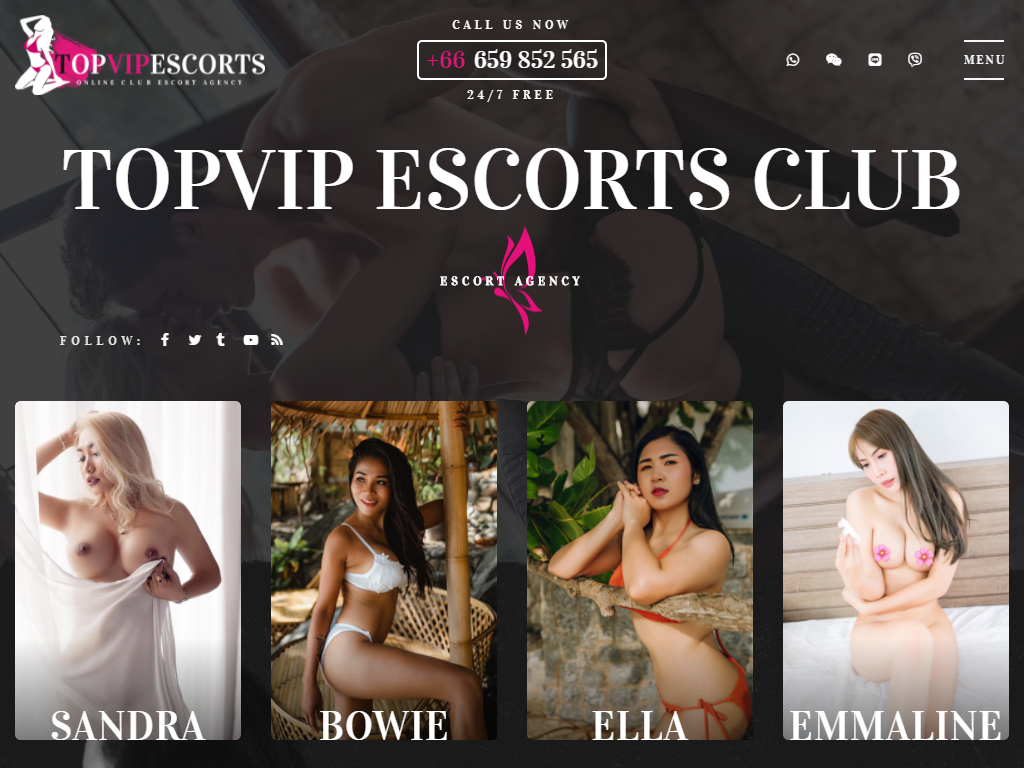 CALL US NOW
TOPVIPESCORTS
ONLINE CLUB ESCORT AGENCY
+66 659 852 565
MENU
24/7 FREE
TOPVIP ESCORTS CLUB
ESCORT AGENCY
FOLLOW:
SANDRA
BOWIE
ELLA
EMMALINE